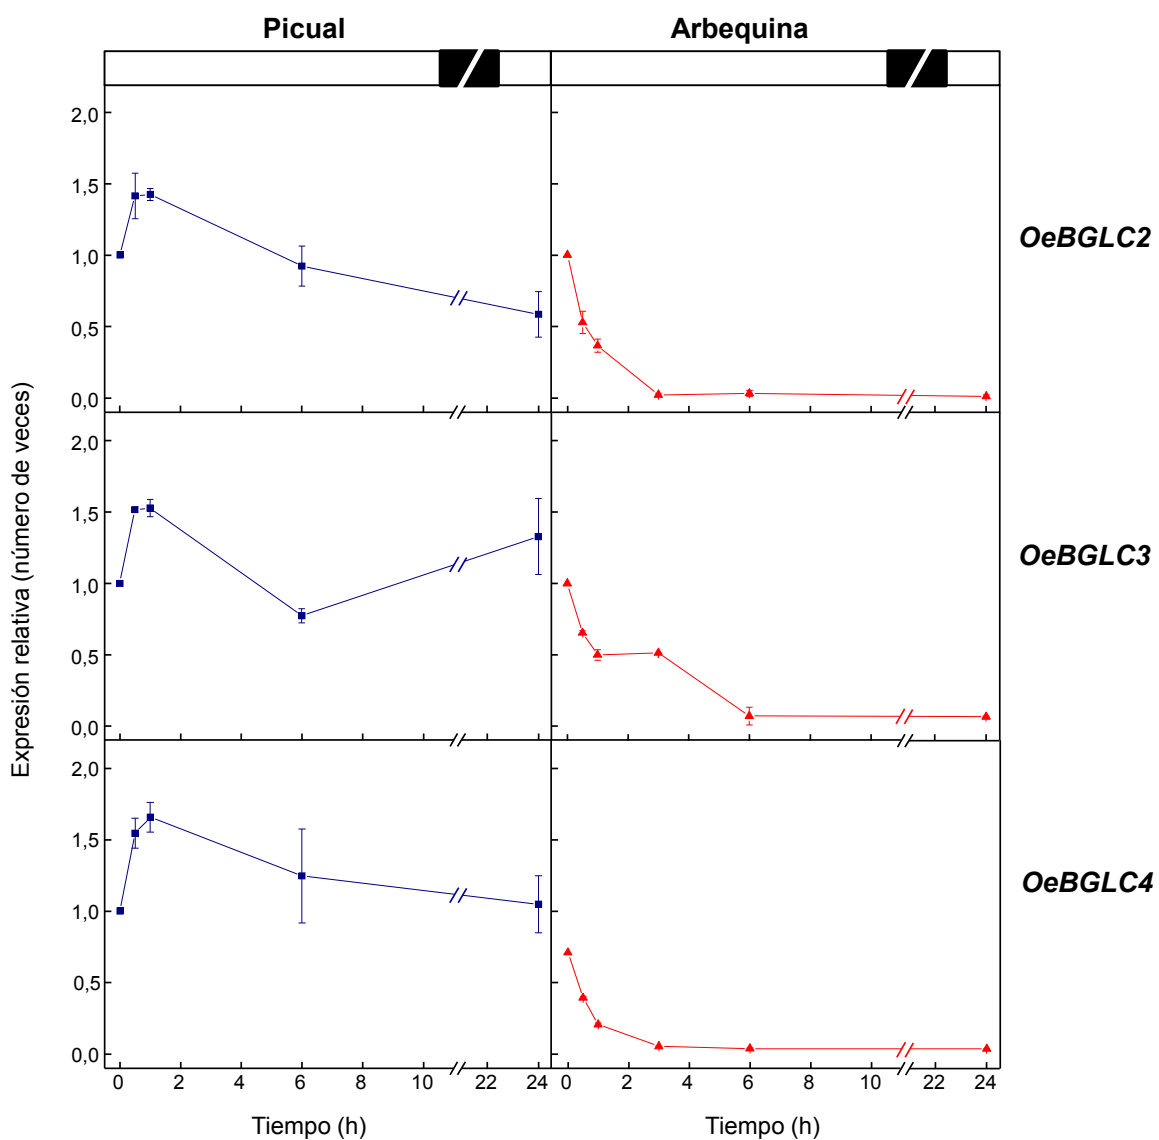 Picual Arbequina
2,0
1,5
1,0
0,5
0,0
OeBGLC2
2,0
1,5
1,0
0,5
0,0
OeBGLC3
2,0
1,5
1,0
0,5
0,0
OeBGLC4
Expresión relativa (número de veces)
0 2 4 6 8 10 22 24 0 2 4 6 8 10 22 24
Tiempo (h) Tiempo (h)